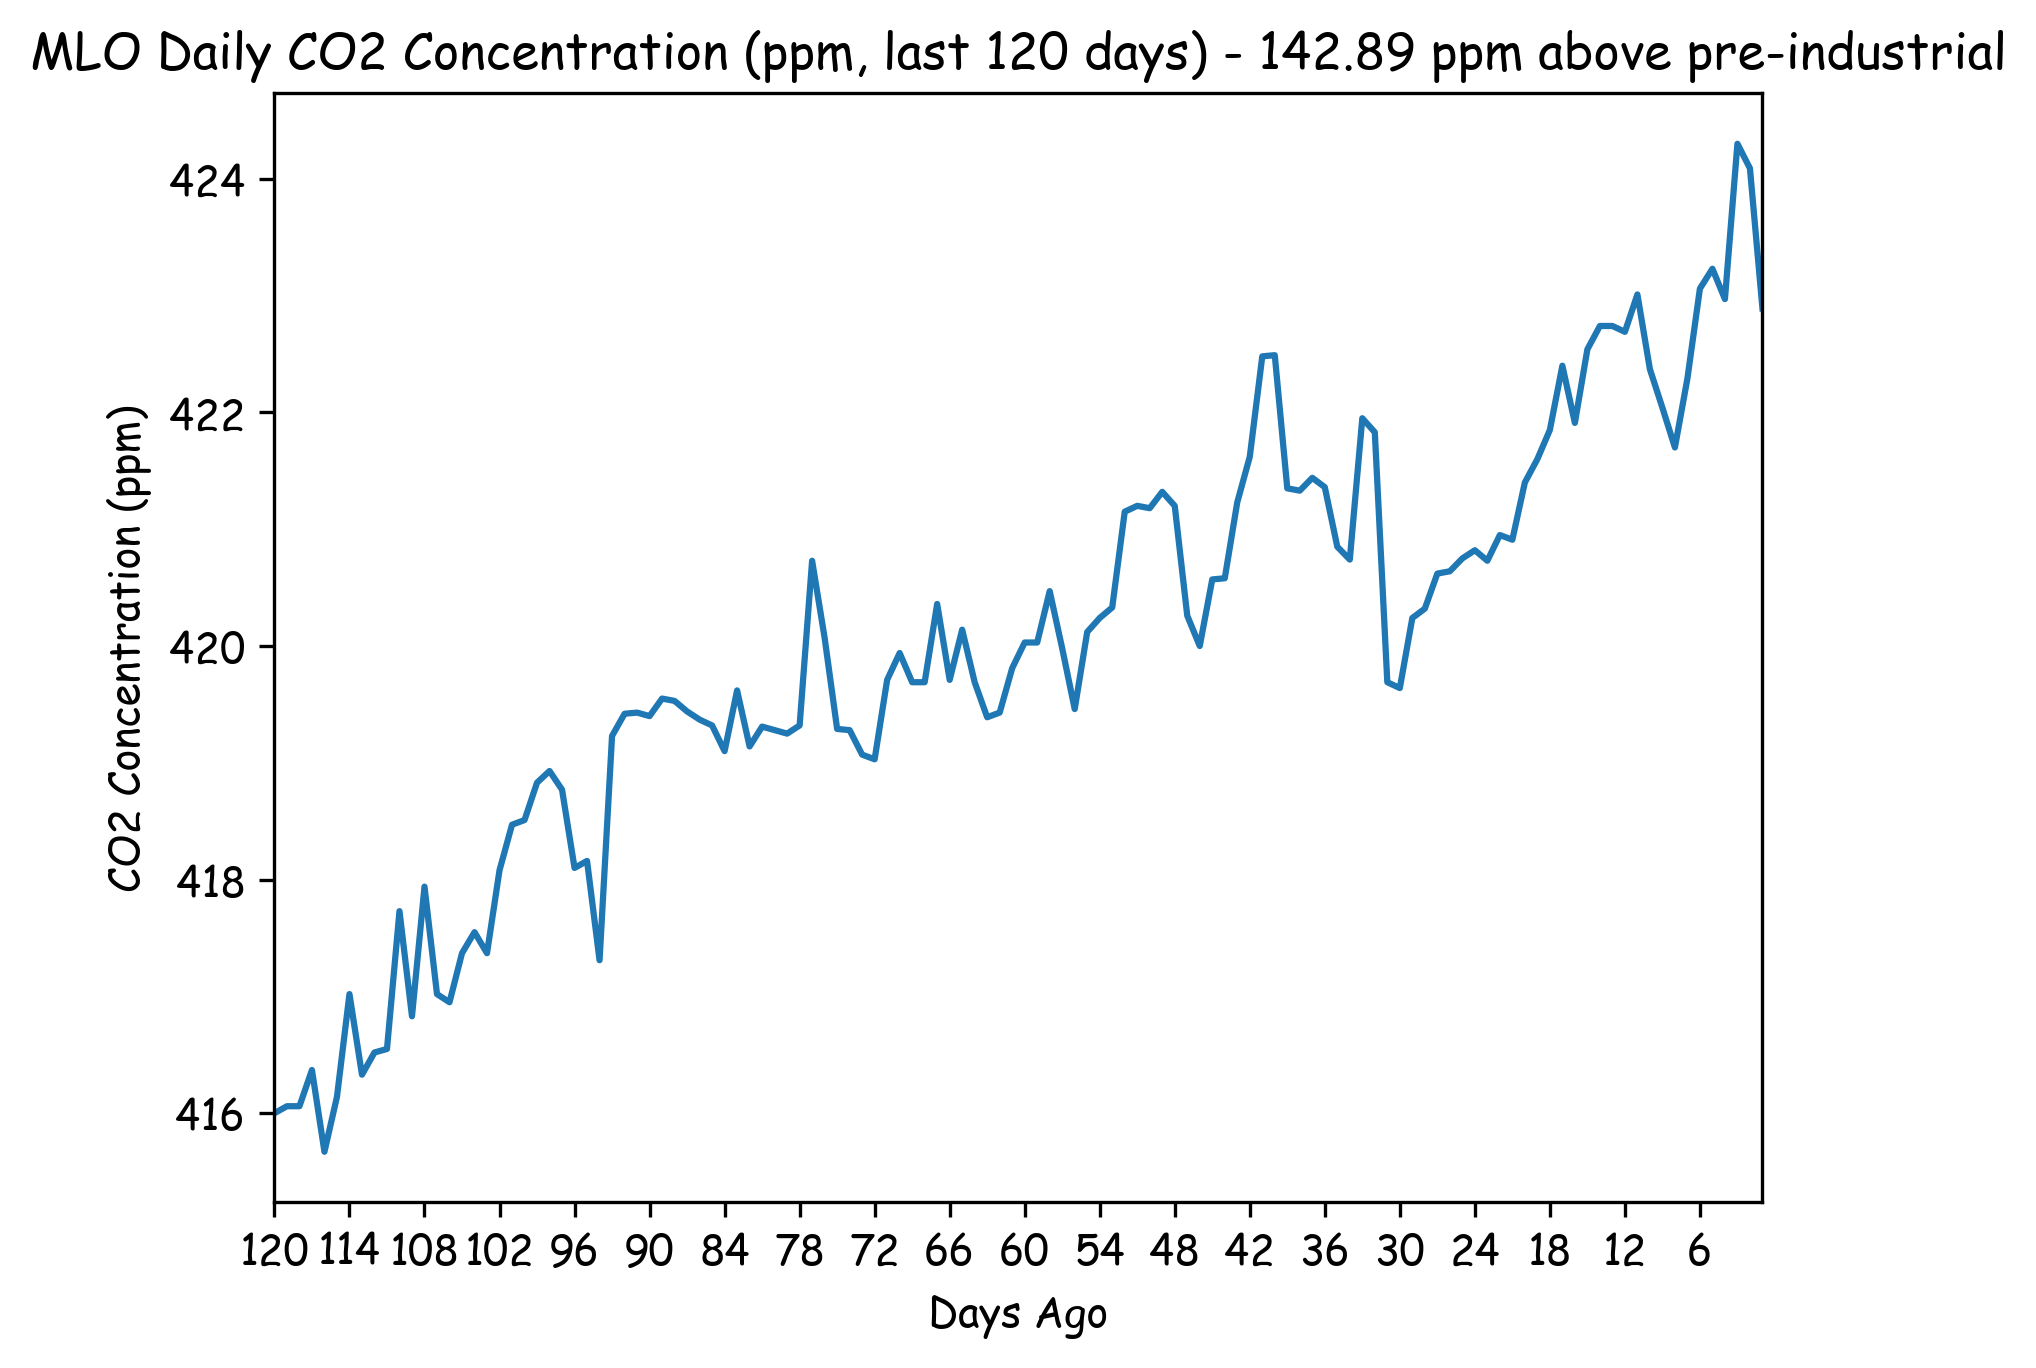 MLO Daily CO2 Concentration (ppm, last 120 days) - 142.89 ppm above pre-industrial
424
422
420
418
416
CO2 Concentration (ppm)
120 114 108 102 96 90 84 78 72 66 60 54 48 42 36 30 24 18 12 6
Days Ago